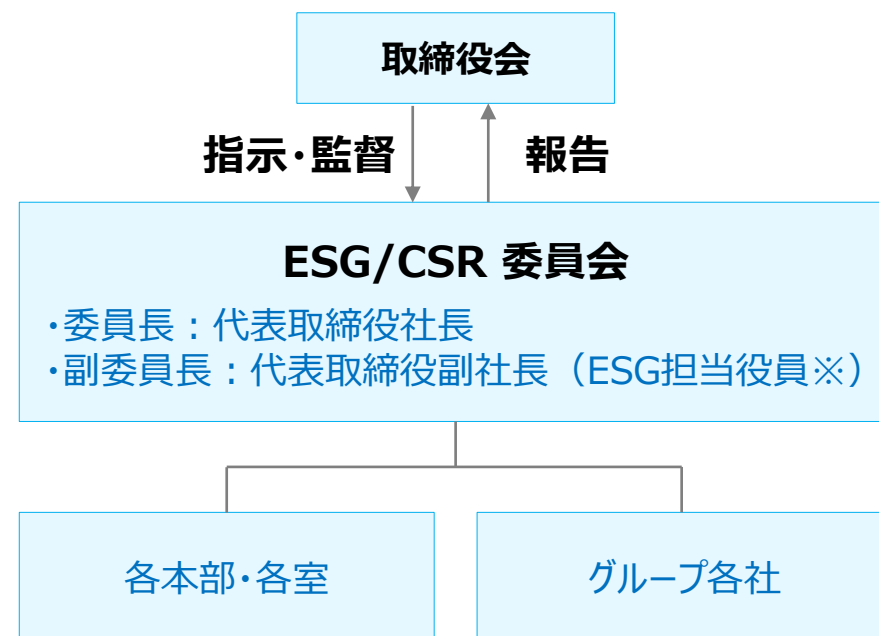 取締役会
指示・監督
報告
ESG/CSR 委員会
・委員長：代表取締役社長
・副委員長：代表取締役副社長（ESG担当役員※）
各本部・各室
グループ各社